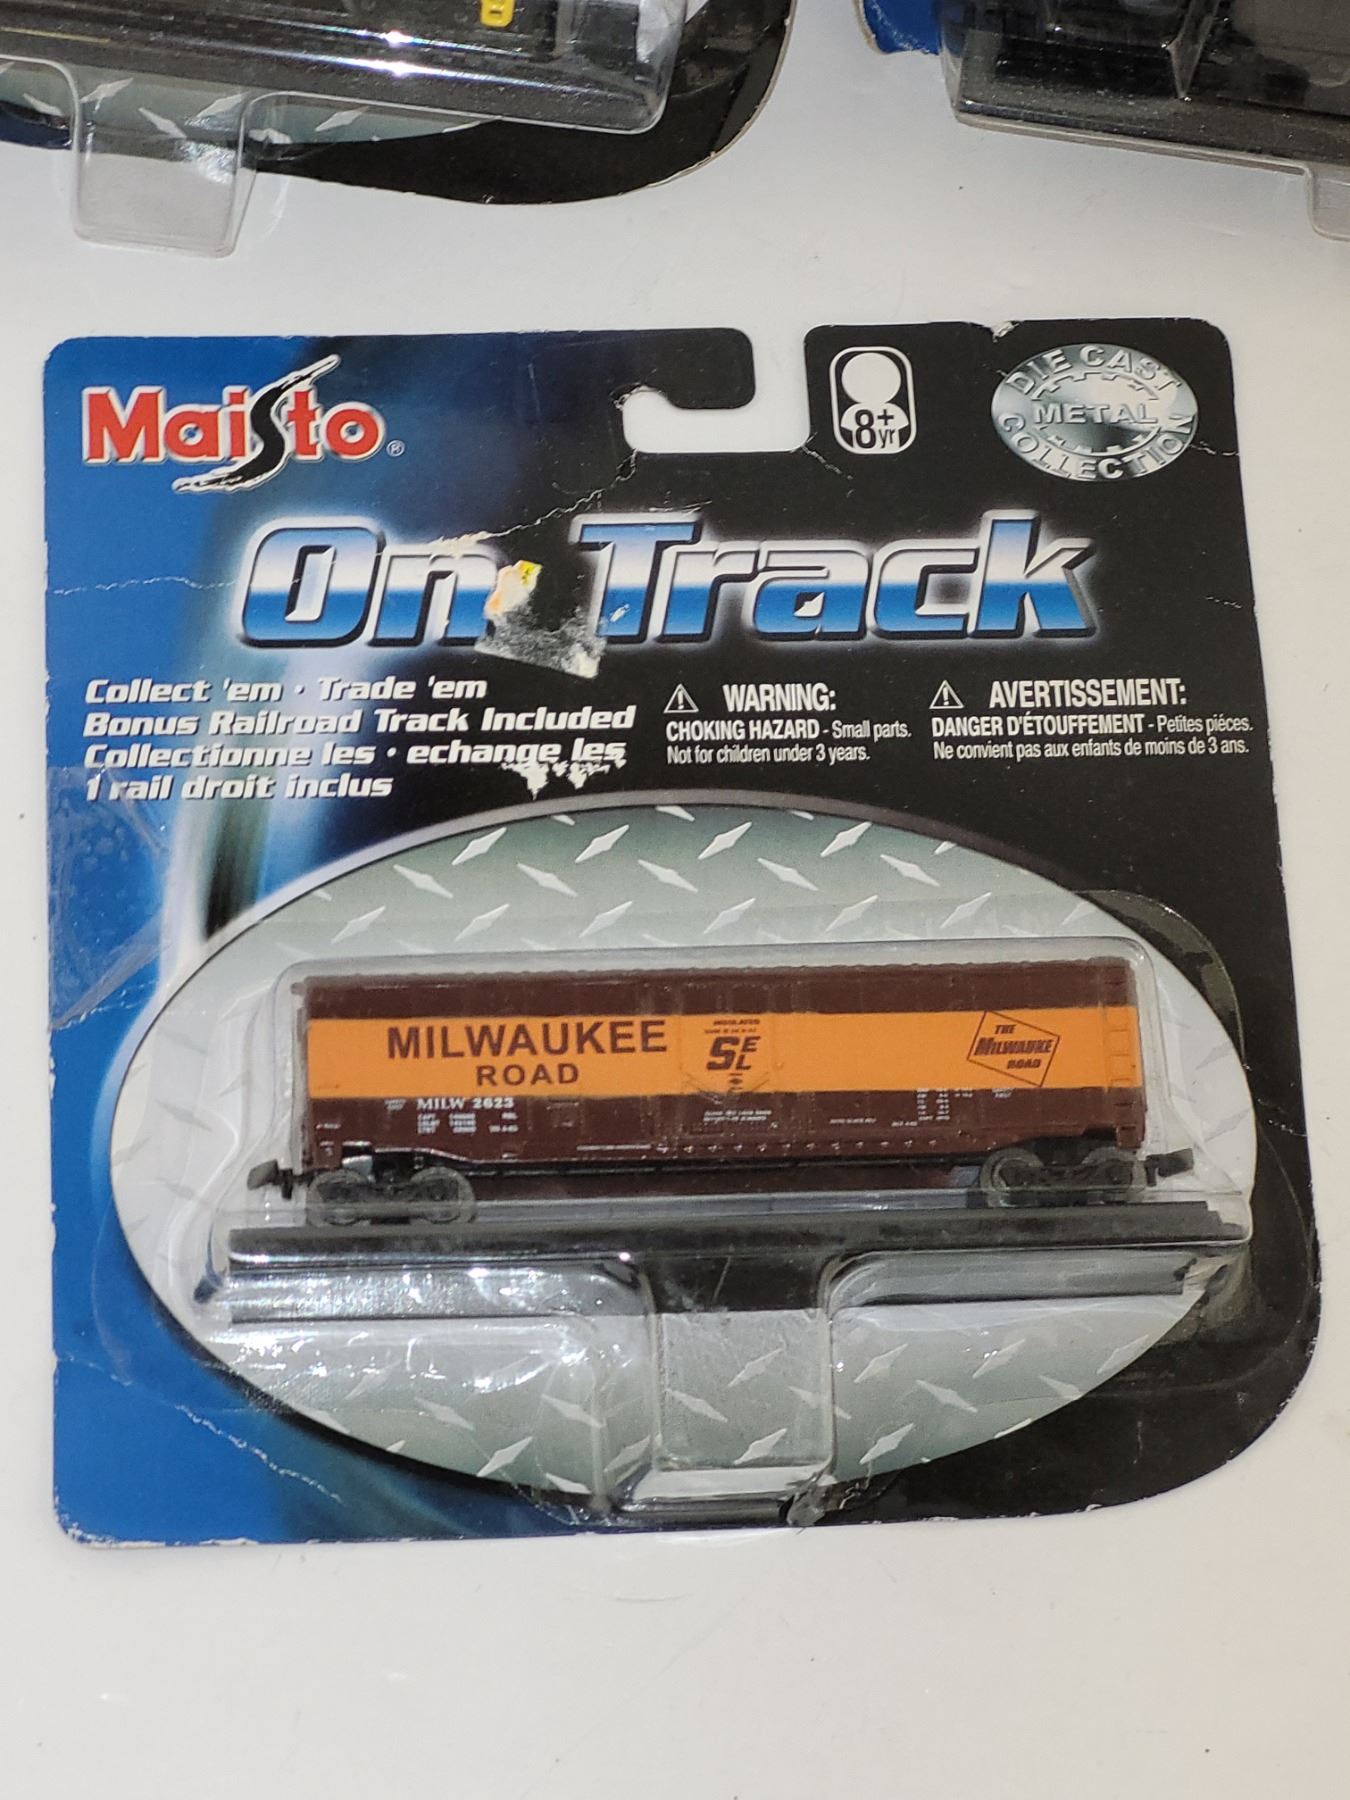 Maisto®
8+
yr
DIE CAST
METAL
COLLECTION
On Track
Collect 'em · Trade 'em
Bonus Railroad Track Included
Collectionne les · echange les
1 rail droit inclus
WARNING:
CHOKING HAZARD - Small parts.
Not for children under 3 years.
AVERTISSEMENT:
DANGER D'ÉTOUFFEMENT - Petites piéces.
Ne convient pas aux enfants de moins de 3 ans.
MILWAUKEE
ROAD
INSULATED
SEL
THE
MILWAUKEE
ROAD
MILW 2623